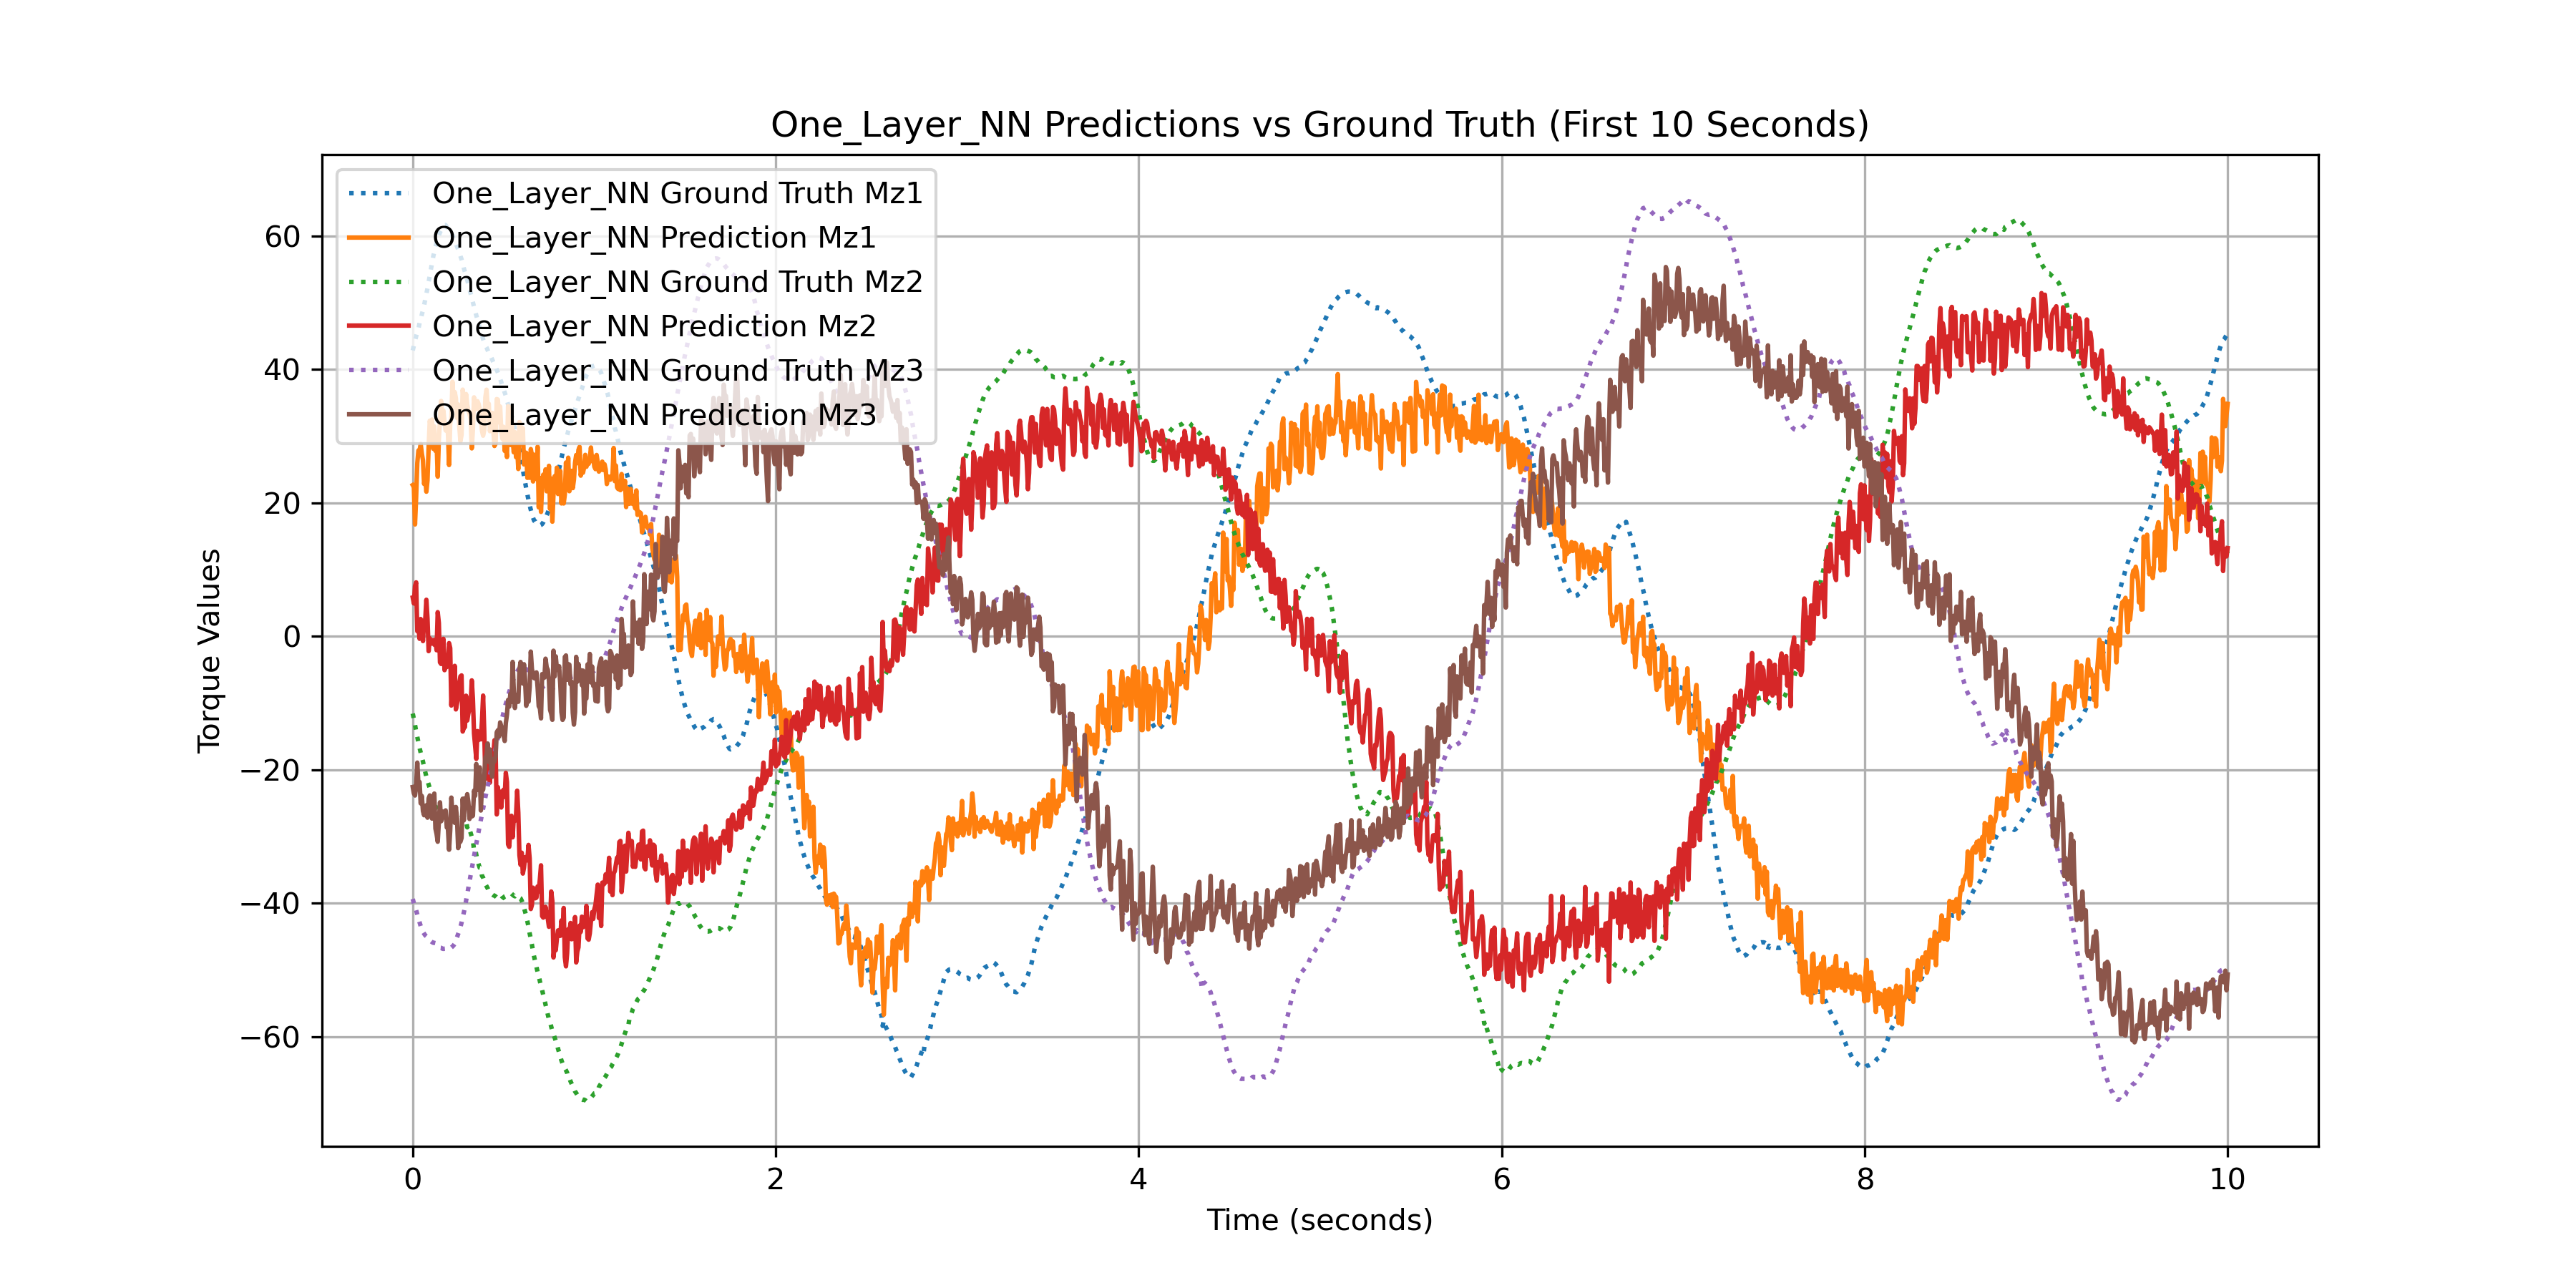 One_Layer_NN Predictions vs Ground Truth (First 10 Seconds)
One_Layer_NN Ground Truth Mz1
One_Layer_NN Prediction Mz1
One_Layer_NN Ground Truth Mz2
One_Layer_NN Prediction Mz2
One_Layer_NN Ground Truth Mz3
One_Layer_NN Prediction Mz3
60
40
20
0
−20
−40
−60
Torque Values
0 2 4 6 8 10
Time (seconds)